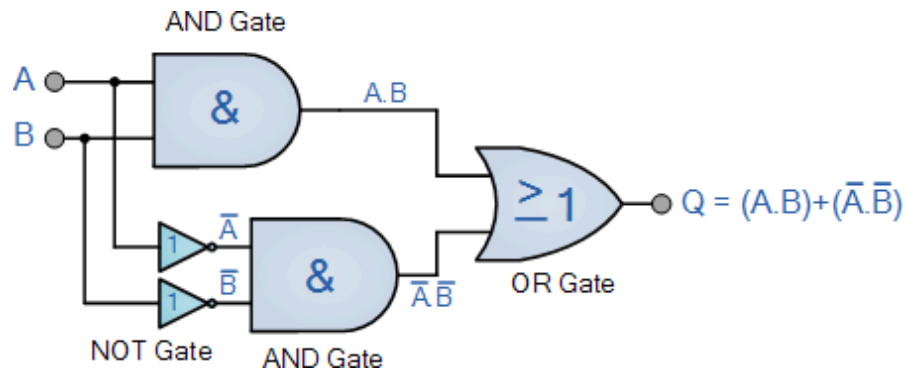 AND Gate
A
&
A.B
B
≥1
Q = (A.B)+(A̅.B̅)
A̅
1
&
B̅
1
A̅.B̅
OR Gate
NOT Gate
AND Gate